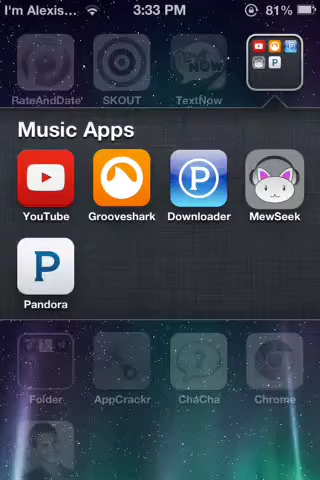 I'm Alexis... 3:33 PM 81%
RateAndDate' SKOUT TextNow
Music Apps
YouTube Grooveshark Downloader MewSeek
Pandora
Folder AppCrackr ChaCha Chrome